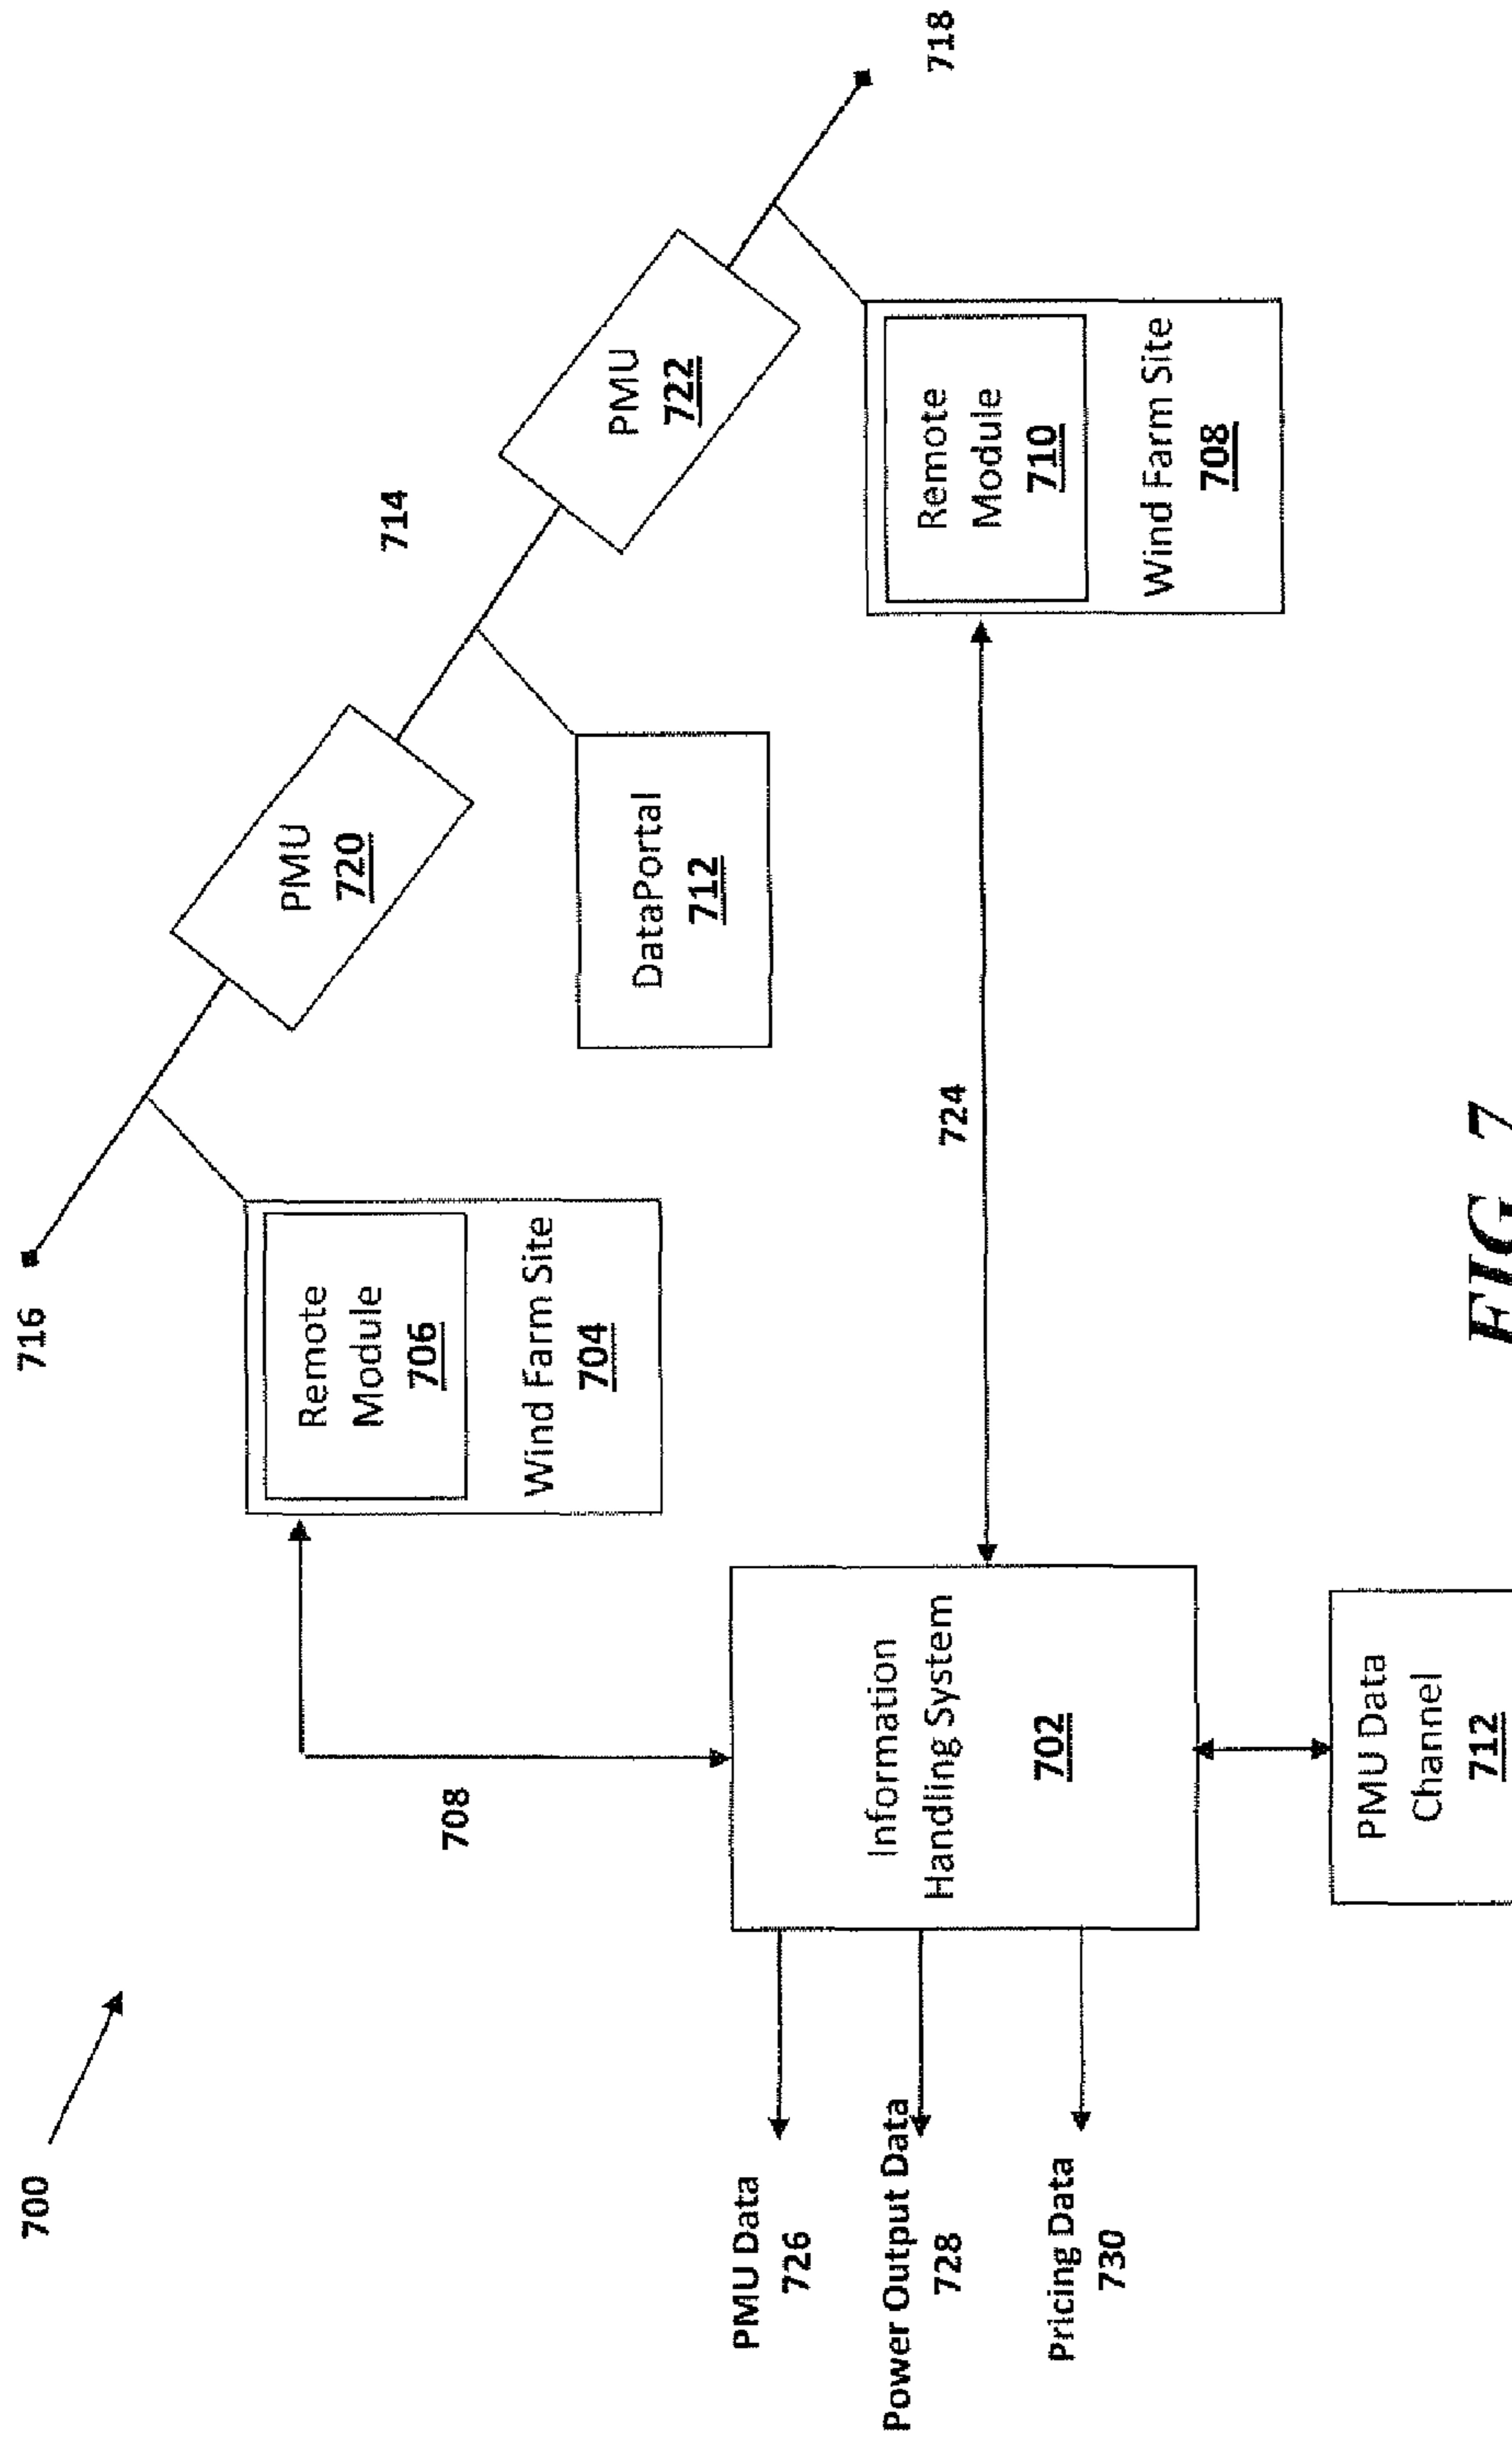 700
716
714
PMU
720
PMU
722
718
Remote
Module
706
Wind Farm Site
704
DataPortal
712
Remote
Module
710
Wind Farm Site
708
708
724
PMU Data
726
Power Output Data
728
Pricing Data
730
Information
Handling System
702
PMU Data
Channel
712
FIG 7